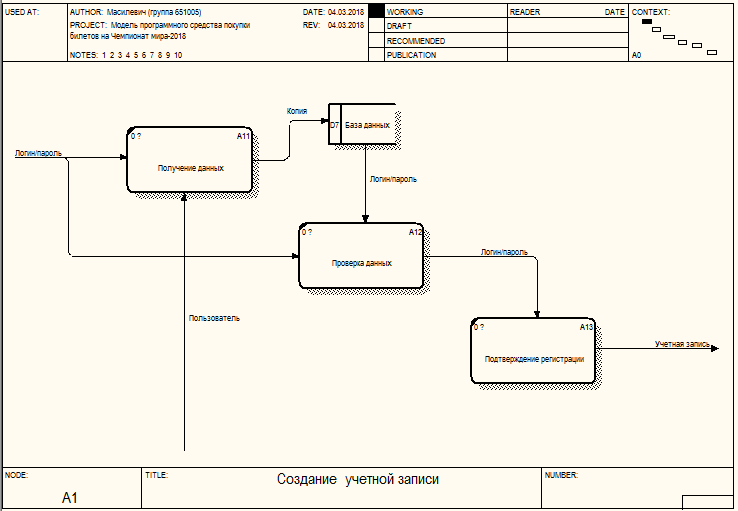 USED AT:
AUTHOR: Масилевич (группа 651005)
DATE: 04.03.2018
PROJECT: Модель программного средства покупки
билетов на Чемпионат мира-2018
REV: 04.03.2018
NOTES: 1 2 3 4 5 6 7 8 9 10
WORKING
DRAFT
RECOMMENDED
PUBLICATION
READER DATE
CONTEXT:
A0
Копия
0 ? A11
Получение данных
D7 База данных
Логин/пароль
Логин/пароль
0 ? A12
Проверка данных
Логин/пароль
Пользователь
0 ? A13
Подтверждение регистрации
Учетная запись
NODE:
A1
TITLE:
Создание учетной записи
NUMBER: